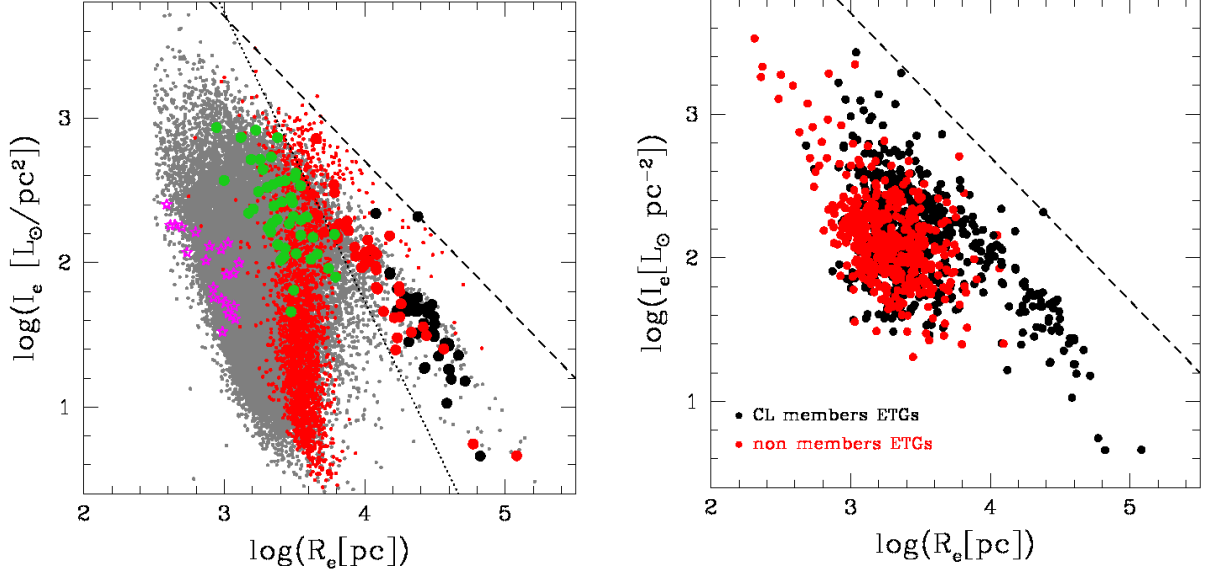 log(I_e [L_⊙/pc²])
3
2
1
2
3
4
5
log(R_e[pc])
log(I_e[L_⊙ pc⁻²])
3
2
1
CL members ETGs
non members ETGs
2
3
4
5
log(R_e[pc])